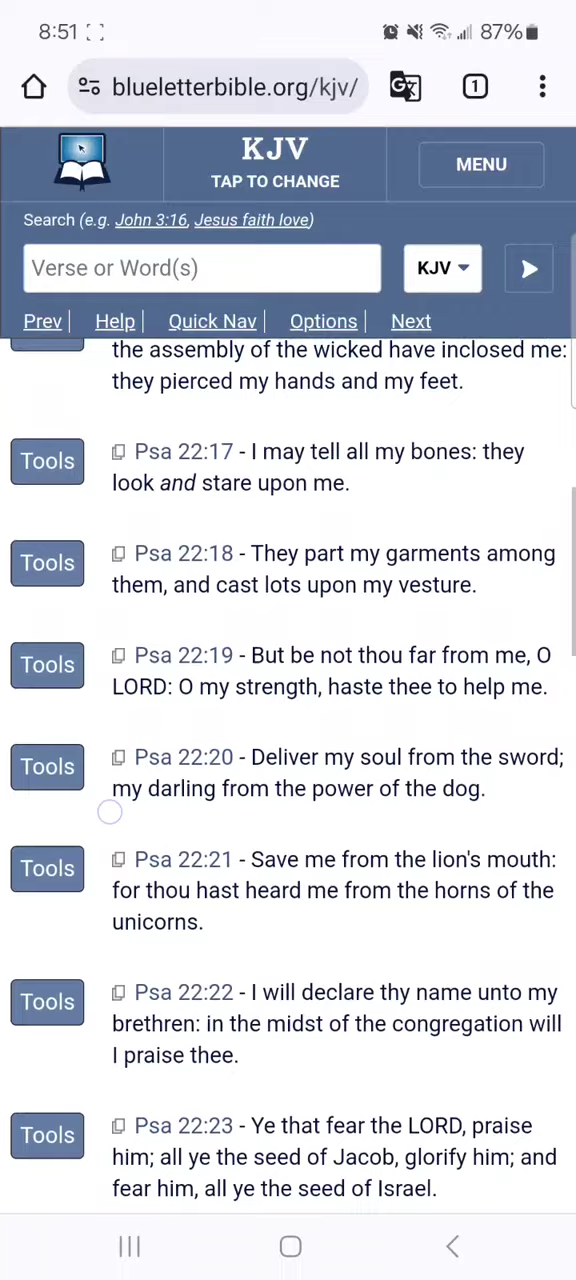 8:51
87%
blueletterbible.org/kjv/
1
KJV
TAP TO CHANGE
MENU
Search (e.g. John 3:16, Jesus faith love)
Verse or Word(s)
KJV
Prev| Help| Quick Nav| Options| Next
the assembly of the wicked have inclosed me:
they pierced my hands and my feet.
Tools
Psa 22:17 - I may tell all my bones: they
look and stare upon me.
Tools
Psa 22:18 - They part my garments among
them, and cast lots upon my vesture.
Tools
Psa 22:19 - But be not thou far from me, O
LORD: O my strength, haste thee to help me.
Tools
Psa 22:20 - Deliver my soul from the sword;
my darling from the power of the dog.
Tools
Psa 22:21 - Save me from the lion's mouth:
for thou hast heard me from the horns of the
unicorns.
Tools
Psa 22:22 - I will declare thy name unto my
brethren: in the midst of the congregation will
I praise thee.
Tools
Psa 22:23 - Ye that fear the LORD, praise
him; all ye the seed of Jacob, glorify him; and
fear him, all ye the seed of Israel.